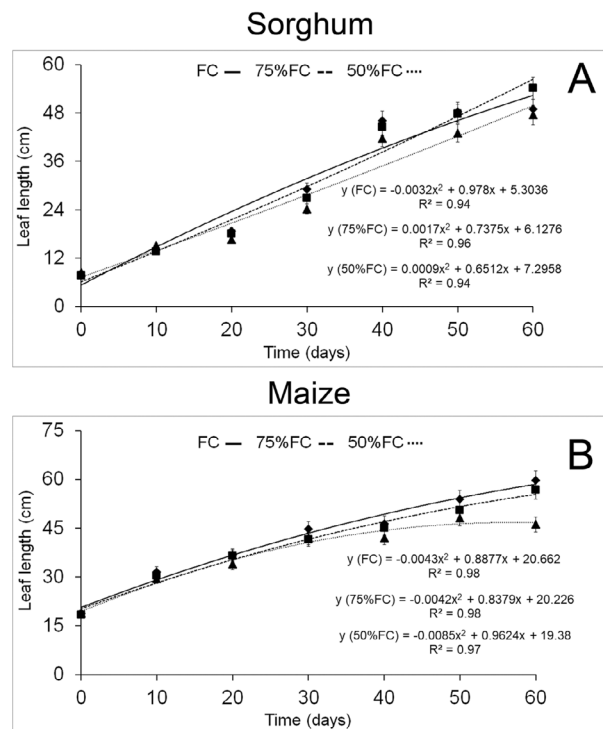 Sorghum
A
FC 75%FC 50%FC
Leaf length (cm)
60
48
36
24
12
0
y (FC) = -0.0032x² + 0.978x + 5.3036
R² = 0.94
y (75%FC) = 0.0017x² + 0.7375x + 6.1276
R² = 0.96
y (50%FC) = 0.0009x² + 0.6512x + 7.2958
R² = 0.94
0 10 20 30 40 50 60
Time (days)
Maize
B
FC 75%FC 50%FC
Leaf length (cm)
75
60
45
30
15
0
y (FC) = -0.0043x² + 0.8877x + 20.662
R² = 0.98
y (75%FC) = -0.0042x² + 0.8379x + 20.226
R² = 0.98
y (50%FC) = -0.0085x² + 0.9624x + 19.38
R² = 0.97
0 10 20 30 40 50 60
Time (days)